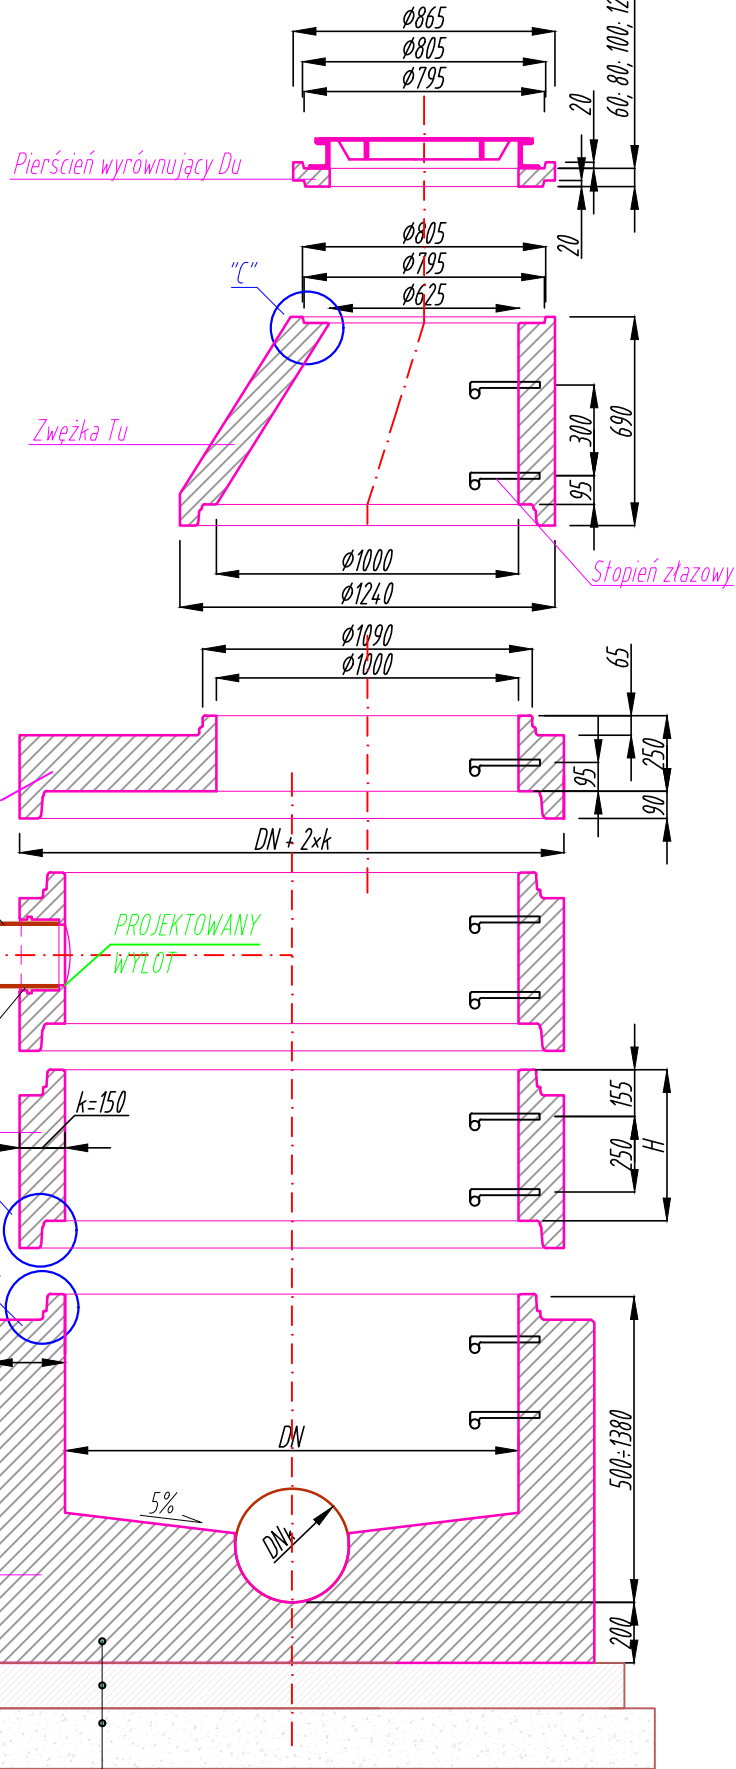 Ø865
Ø805
Ø795
20
60; 80; 100; 12
Pierścień wyrównujący Du
20
Ø805
Ø795
Ø625
"C"
Zwężka Tu
300
690
95
Stopień złazowy
Ø1000
Ø1240
Ø1090
Ø1000
65
250
95
90
DN + 2xk
PROJEKTOWANY
WYLOT
k=150
155
250
H
DN
5%
DNk
500÷1380
200